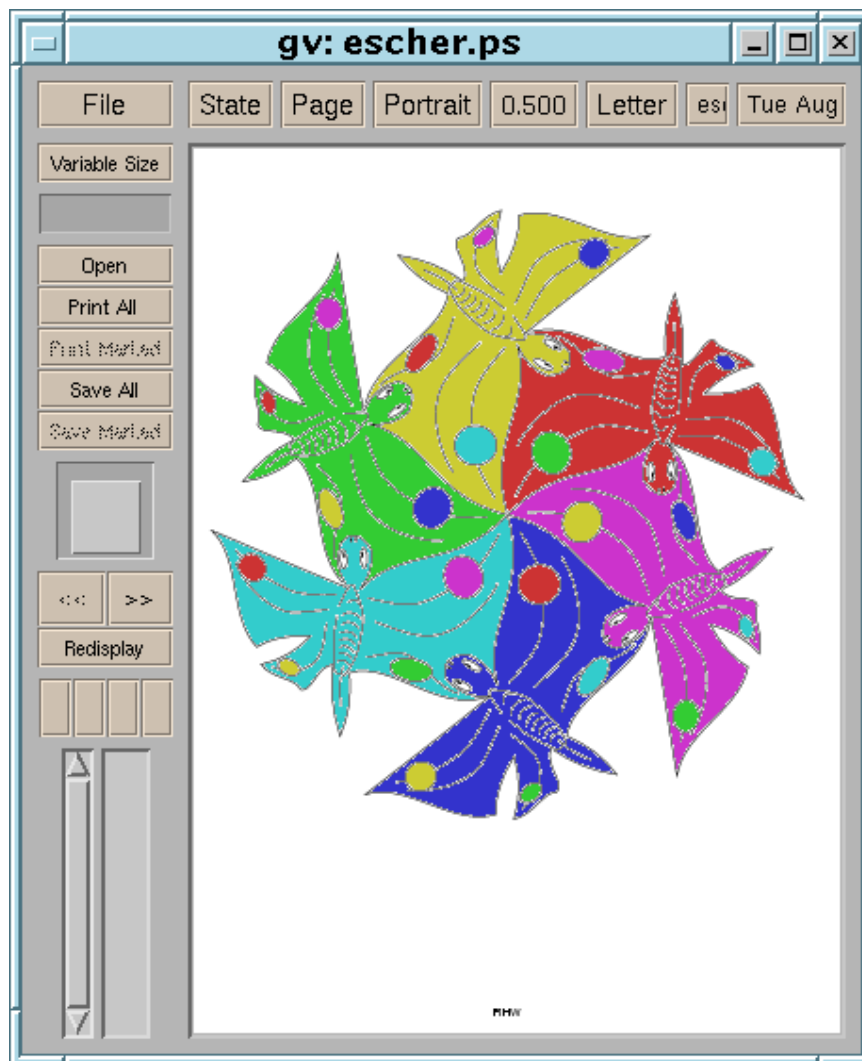 gv: escher.ps
File State Page Portrait 0.500 Letter Tue Aug
Variable Size
Open
Print All
Print Marked
Save All
Save Marked
<< >>
Redisplay
RHW